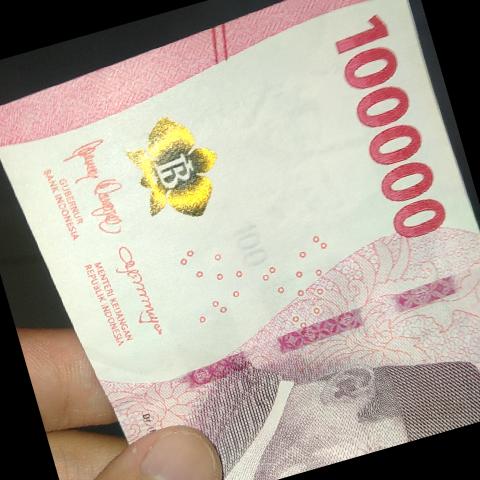 100000
GUBERNUR
BANK INDONESIA
MENTERI KEUANGAN
REPUBLIK INDONESIA